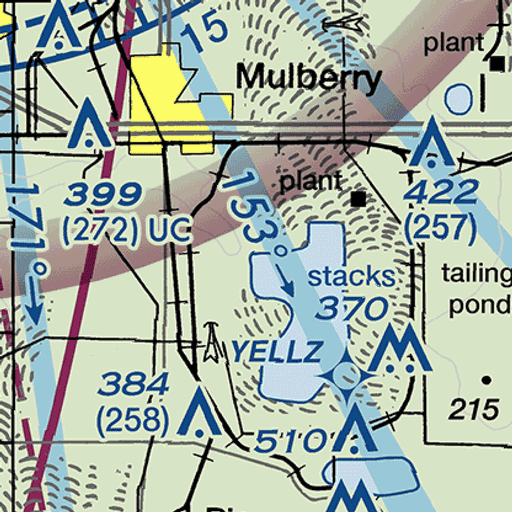 15
plant
Mulberry
399
(272) UC
plant
422
(257)
171°
153°
stacks
370
tailing
pond
YELLZ
384
(258)
215
510